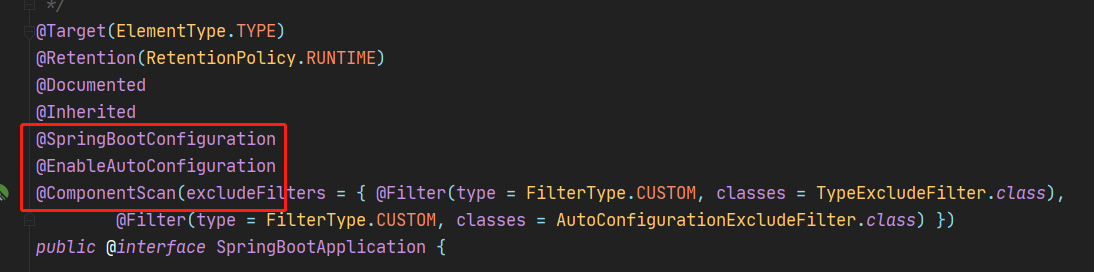 */
@Target(ElementType.TYPE)
@Retention(RetentionPolicy.RUNTIME)
@Documented
@Inherited
@SpringBootConfiguration
@EnableAutoConfiguration
@ComponentScan(excludeFilters = { @Filter(type = FilterType.CUSTOM, classes = TypeExcludeFilter.class),
@Filter(type = FilterType.CUSTOM, classes = AutoConfigurationExcludeFilter.class) })
public @interface SpringBootApplication {